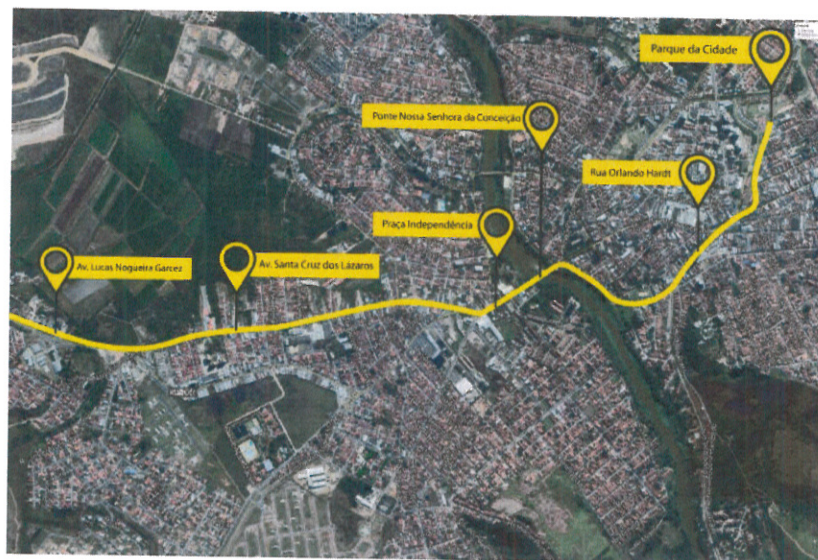 Parque da Cidade
Ponte Nossa Senhora da Conceição
Rua Orlando Hardt
Praça Independência
Av. Lucas Nogueira Garcez
Av. Santa Cruz dos Lázaros